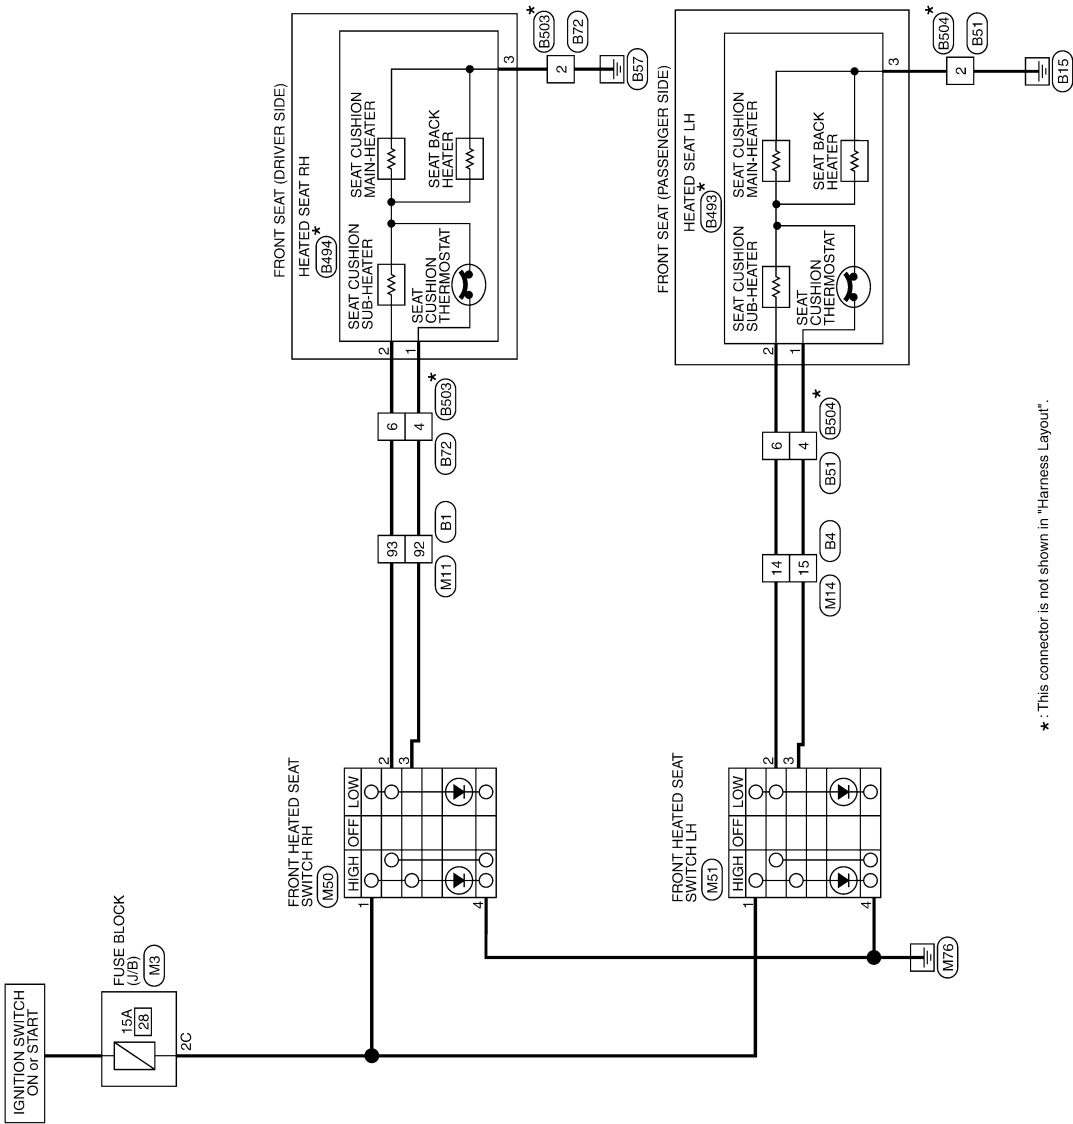 IGNITION SWITCH
ON or START
FUSE BLOCK
(J/B)
M3
15A
28
2C
FRONT HEATED SEAT
SWITCH RH
M50
HIGH
OFF
LOW
1
4
2
3
93
92
M11
B1
6
4
B72
B503
*
2
1
FRONT SEAT (DRIVER SIDE)
HEATED SEAT RH
*
B494
SEAT CUSHION
SUB-HEATER
SEAT
CUSHION
THERMOSTAT
SEAT CUSHION
MAIN-HEATER
SEAT BACK
HEATER
3
2
*
B503
B72
B57
FRONT HEATED SEAT
SWITCH LH
M51
HIGH
OFF
LOW
1
4
2
3
M76
14
15
M14
B4
6
4
B51
B504
*
2
1
FRONT SEAT (PASSENGER SIDE)
HEATED SEAT LH
*
B493
SEAT CUSHION
SUB-HEATER
SEAT
CUSHION
THERMOSTAT
SEAT CUSHION
MAIN-HEATER
SEAT BACK
HEATER
3
2
*
B504
B51
B15
* : This connector is not shown in "Harness Layout".